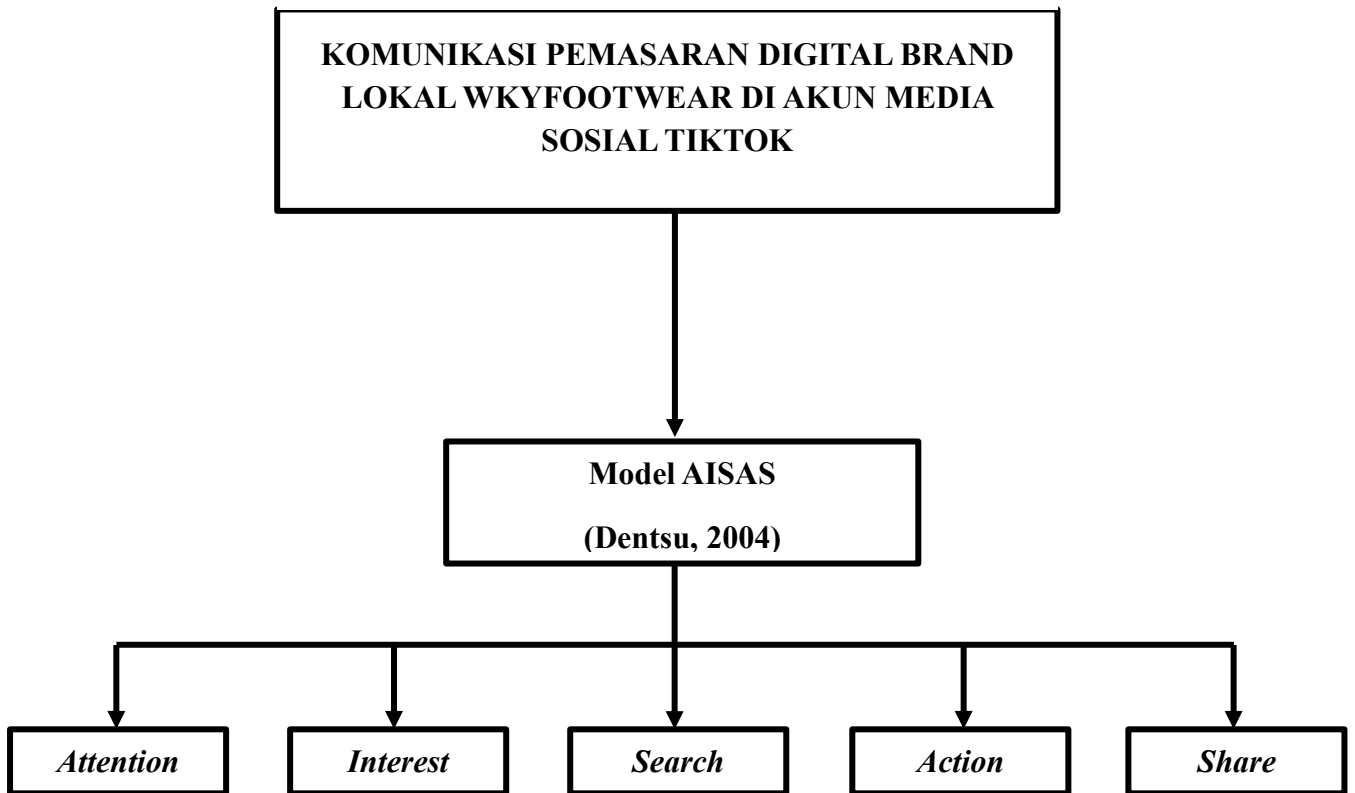 KOMUNIKASI PEMASARAN DIGITAL BRAND
LOKAL WKYFOOTWEAR DI AKUN MEDIA
SOSIAL TIKTOK
Model AISAS
(Dentsu, 2004)
Attention
Interest
Search
Action
Share